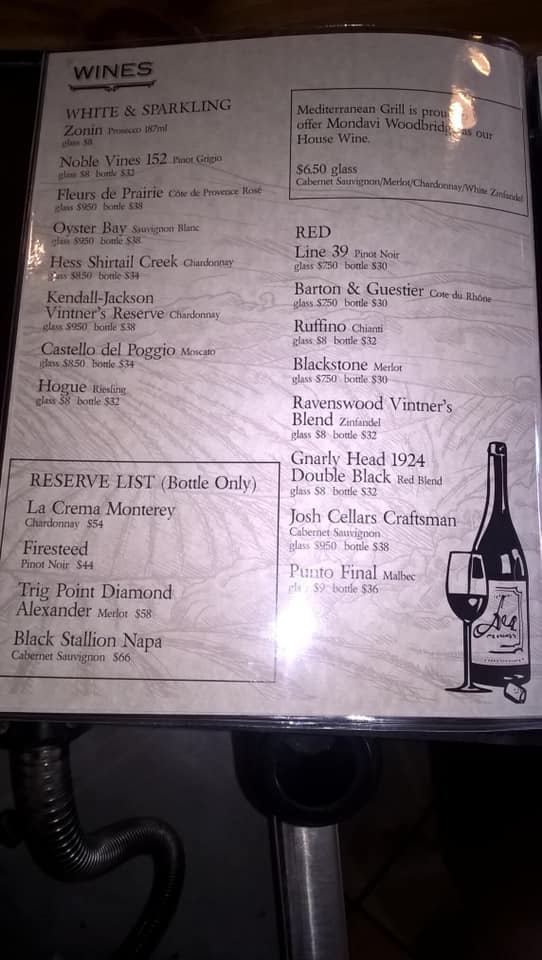 WINES
WHITE & SPARKLING
Zonin Prosecco 187ml
glass $8
Noble Vines 152 Pinot Grigio
glass $8 bottle $32
Fleurs de Prairie Côte de Provence Rosé
glass $950 bottle $38
Oyster Bay Sauvignon Blanc
glass $950 bottle $38
Hess Shirtail Creek Chardonnay
glass $850 bottle $34
Kendall-Jackson
Vintner's Reserve Chardonnay
glass $950 bottle $38
Castello del Poggio Moscato
glass $850 bottle $34
Hogue Riesling
glass $8 bottle $32
RESERVE LIST (Bottle Only)
La Crema Monterey
Chardonnay $54
Firesteed
Pinot Noir $44
Trig Point Diamond
Alexander Merlot $58
Black Stallion Napa
Cabernet Sauvignon $66
Mediterranean Grill is proud
offer Mondavi Woodbridge as our
House Wine.
$6.50 glass
Cabernet Sauvignon/Merlot/Chardonnay/White Zinfandel
RED
Line 39 Pinot Noir
glass $750 bottle $30
Barton & Guestier Cote du Rhône
glass $750 bottle $30
Ruffino Chianti
glass $8 bottle $32
Blackstone Merlot
glass $750 bottle $30
Ravenswood Vintner's
Blend Zinfandel
glass $8 bottle $32
Gnarly Head 1924
Double Black Red Blend
glass $8 bottle $32
Josh Cellars Craftsman
Cabernet Sauvignon
glass $950 bottle $38
Punto Final Malbec
$9 bottle $36